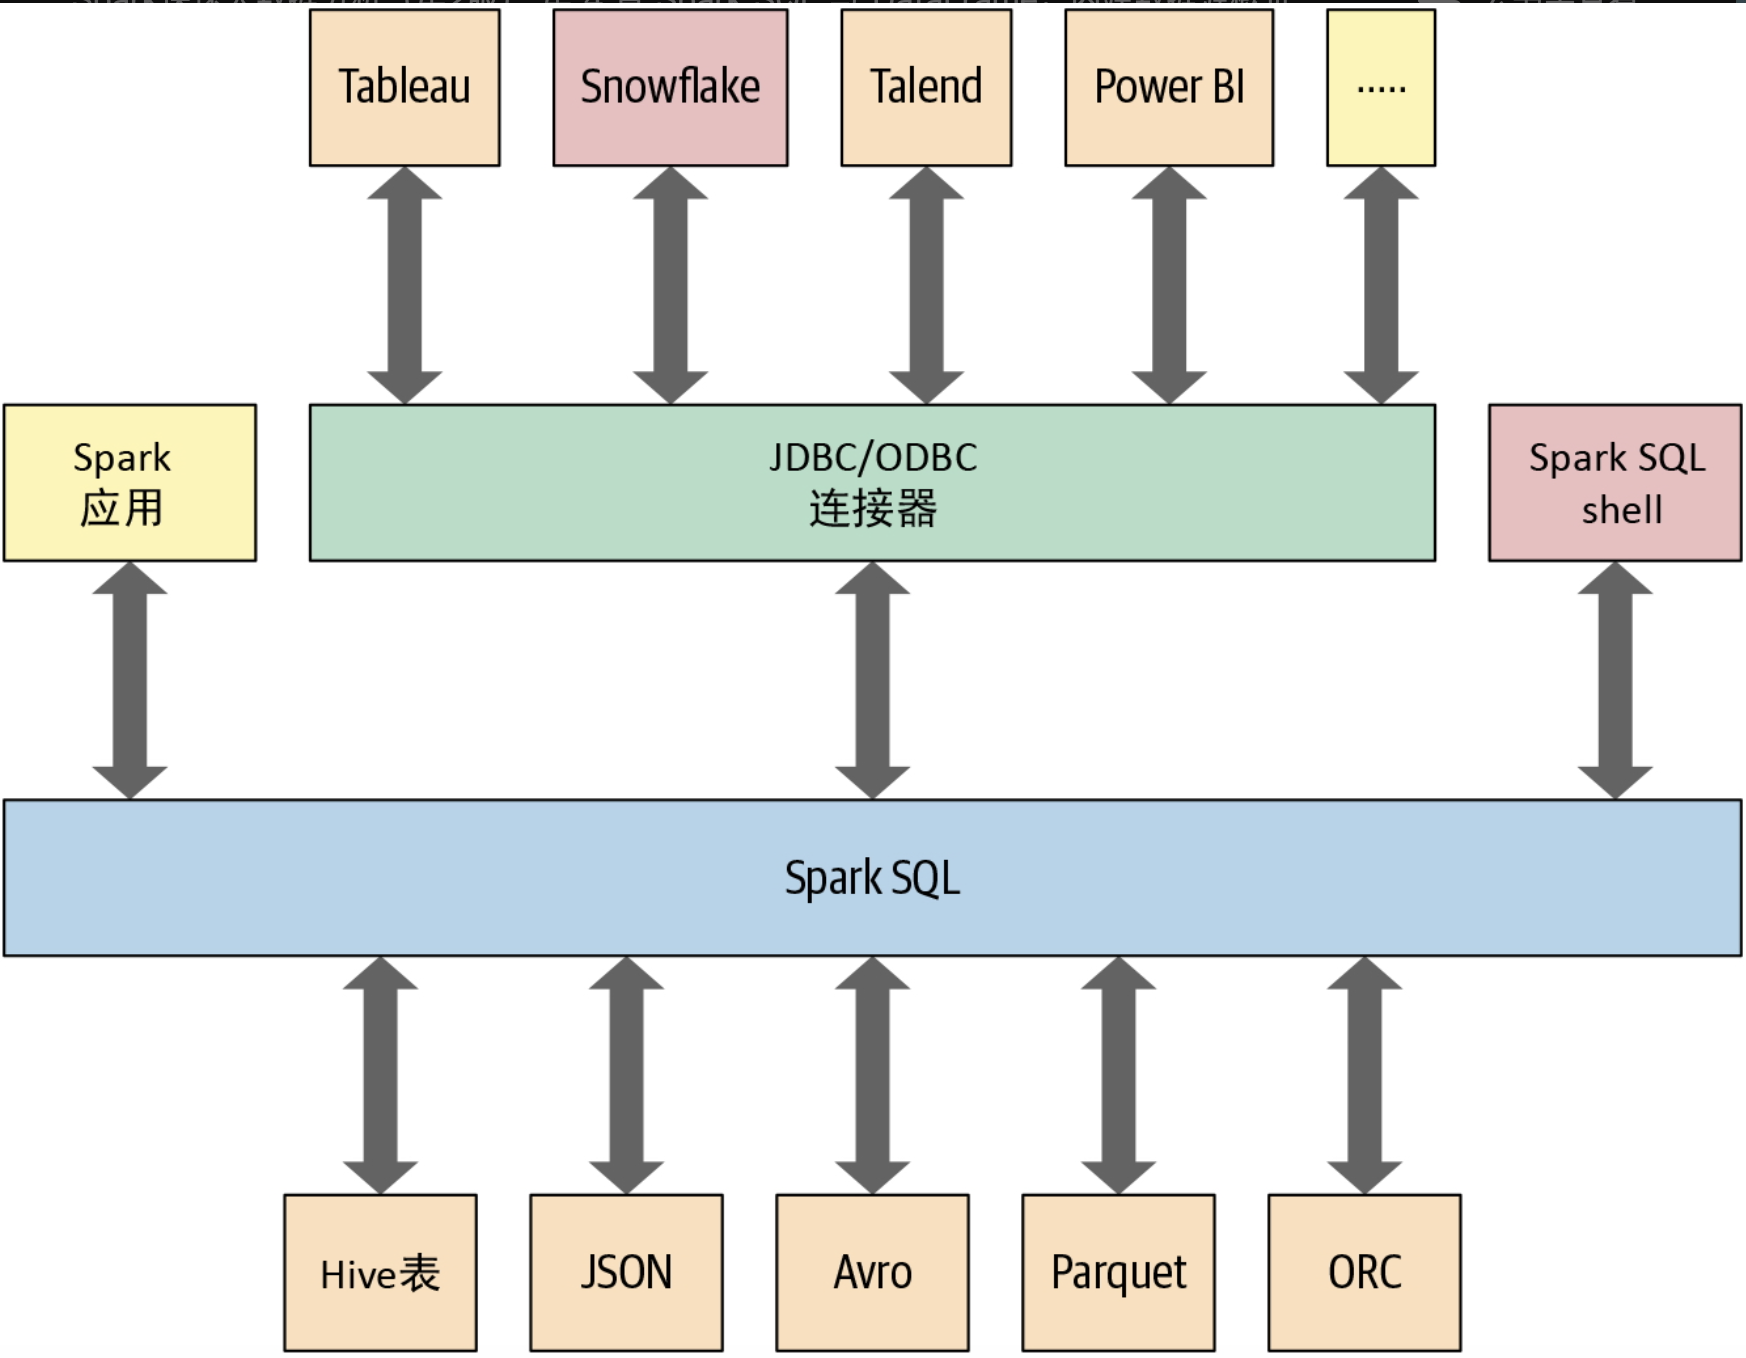 Tableau
Snowflake
Talend
Power BI
.....
Spark
应用
JDBC/ODBC
连接器
Spark SQL
shell
Spark SQL
Hive表
JSON
Avro
Parquet
ORC